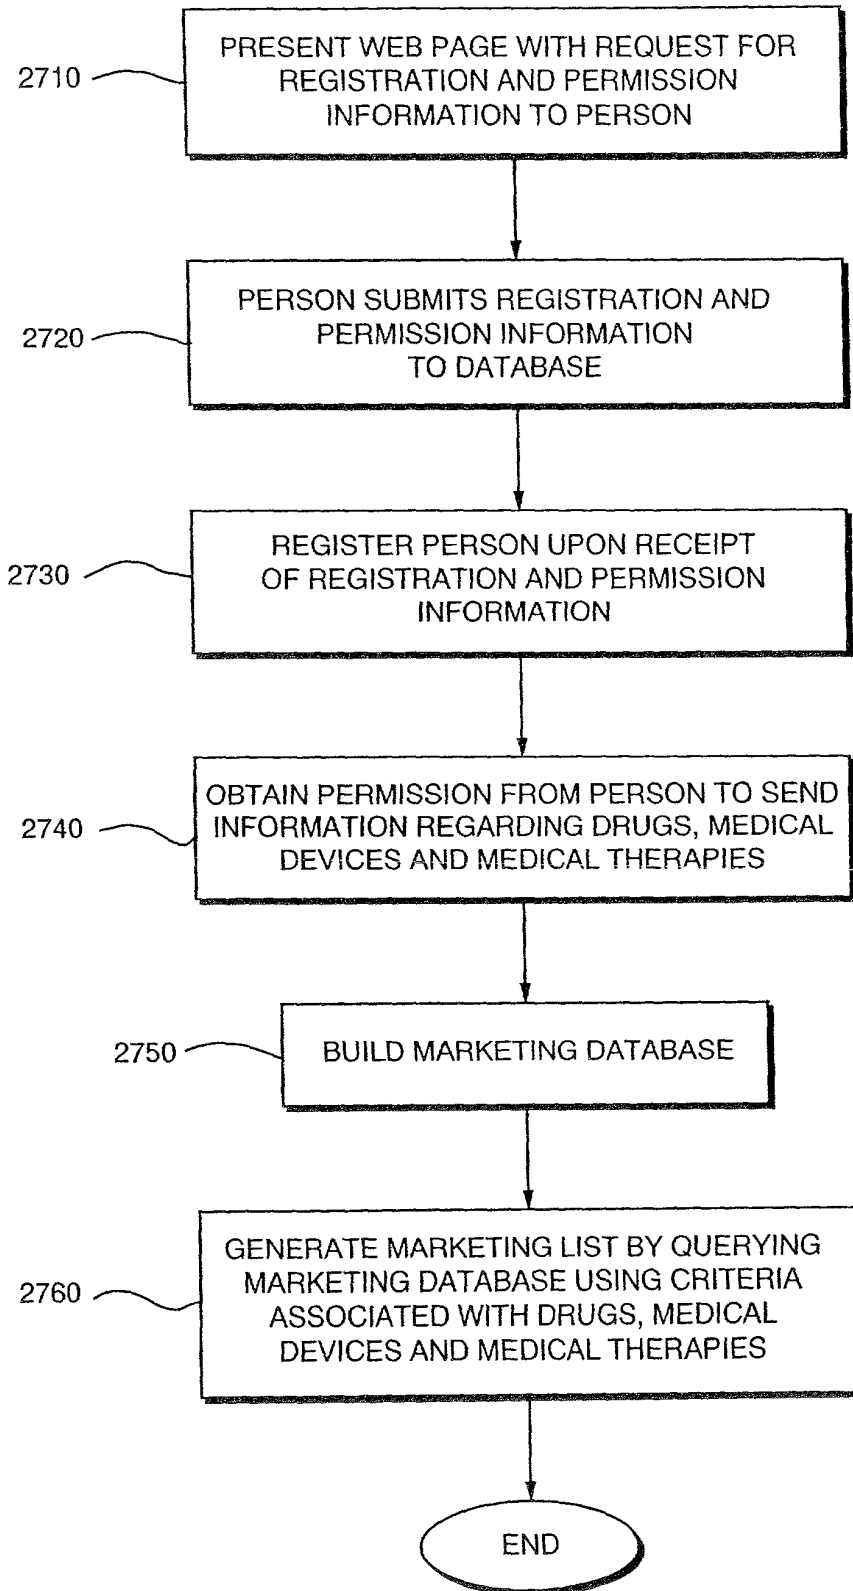 2710
PRESENT WEB PAGE WITH REQUEST FOR
REGISTRATION AND PERMISSION
INFORMATION TO PERSON
2720
PERSON SUBMITS REGISTRATION AND
PERMISSION INFORMATION
TO DATABASE
2730
REGISTER PERSON UPON RECEIPT
OF REGISTRATION AND PERMISSION
INFORMATION
2740
OBTAIN PERMISSION FROM PERSON TO SEND
INFORMATION REGARDING DRUGS, MEDICAL
DEVICES AND MEDICAL THERAPIES
2750
BUILD MARKETING DATABASE
2760
GENERATE MARKETING LIST BY QUERYING
MARKETING DATABASE USING CRITERIA
ASSOCIATED WITH DRUGS, MEDICAL
DEVICES AND MEDICAL THERAPIES
END